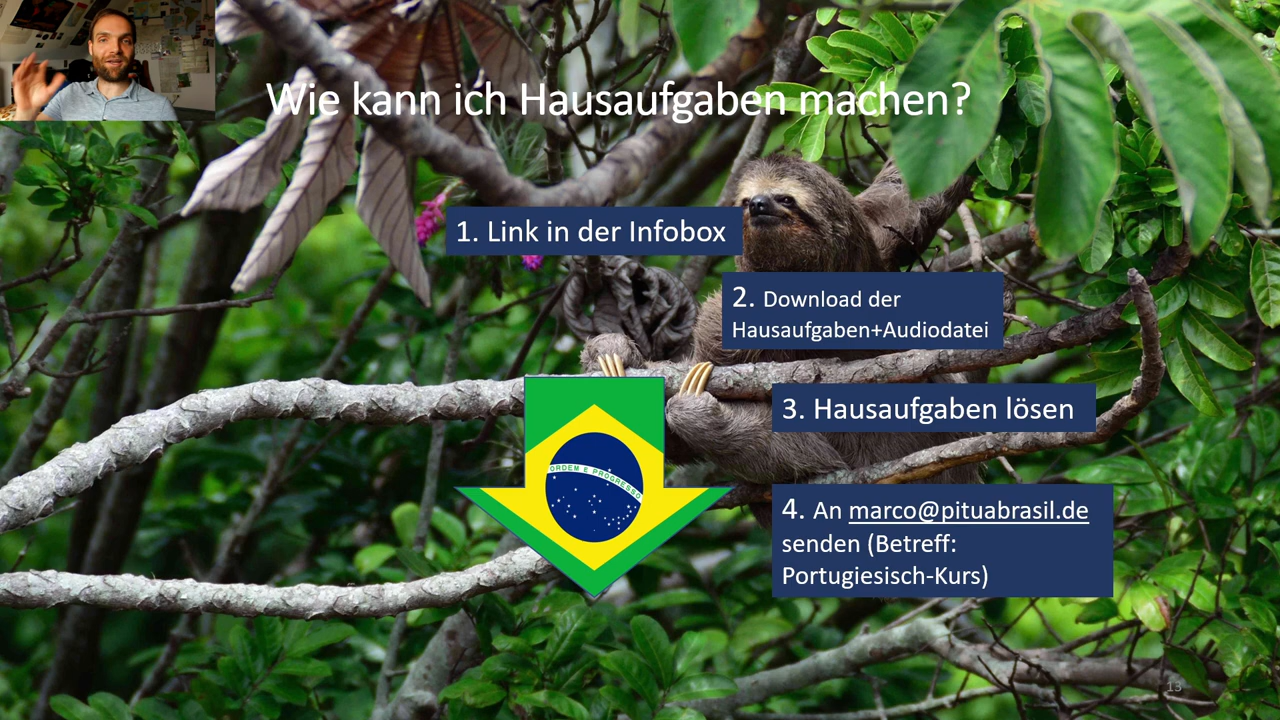 Wie kann ich Hausaufgaben machen?
1. Link in der Infobox
2. Download der
Hausaufgaben+Audiodatei
3. Hausaufgaben lösen
ORDEM E PROGRESSO
4. An marco@pituabrasil.de
senden (Betreff:
Portugiesisch-Kurs)
13